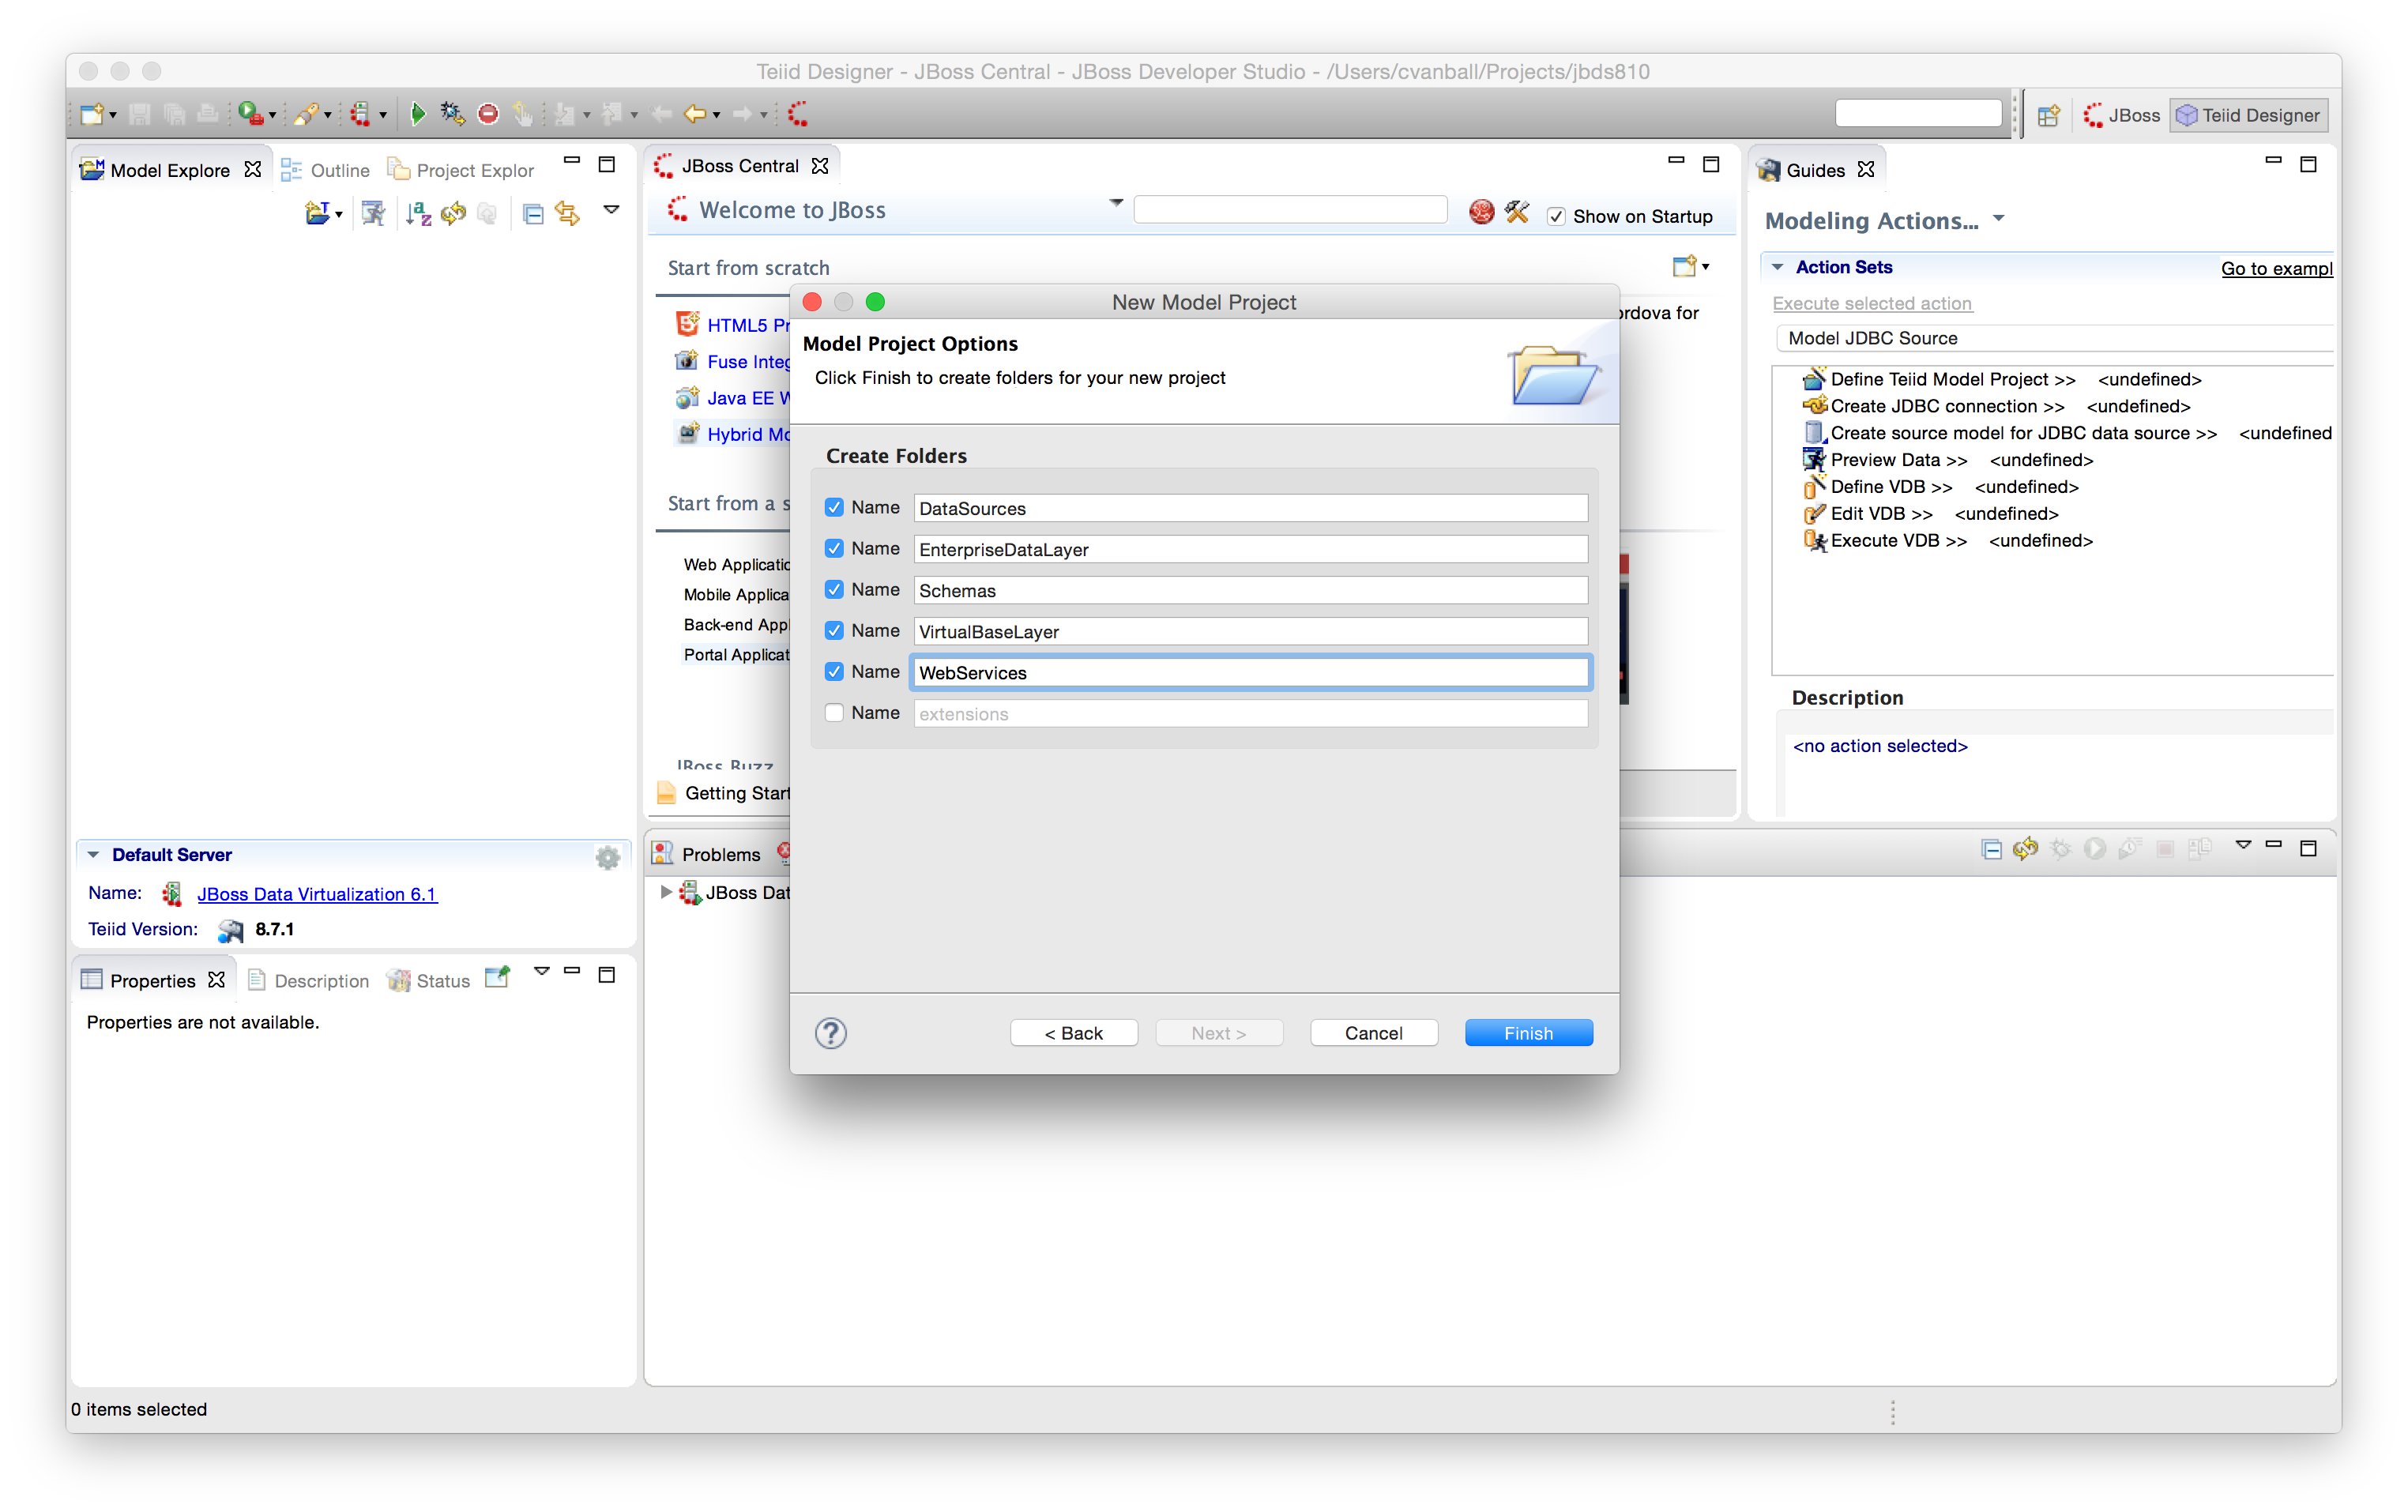 Teiid Designer - JBoss Central - JBoss Developer Studio - /Users/cvanball/Projects/jbds810
JBoss
Teiid Designer
Model Explore
Outline
Project Explor
JBoss Central
Welcome to JBoss
Show on Startup
Start from scratch
HTML5 Pr
Fuse Integ
Java EE W
Hybrid Mo
ordova for
Start from a s
Web Applicatio
Mobile Applica
Back-end Appl
Portal Applicat
JBoss Buzz
Getting Start
New Model Project
Model Project Options
Click Finish to create folders for your new project
Create Folders
Name DataSources
Name EnterpriseDataLayer
Name Schemas
Name VirtualBaseLayer
Name WebServices
Name extensions
< Back
Next >
Cancel
Finish
Guides
Modeling Actions...
Action Sets
Go to exampl
Execute selected action
Model JDBC Source
Define Teiid Model Project >> <undefined>
Create JDBC connection >> <undefined>
Create source model for JDBC data source >> <undefined
Preview Data >> <undefined>
Define VDB >> <undefined>
Edit VDB >> <undefined>
Execute VDB >> <undefined>
Description
<no action selected>
Default Server
Name: JBoss Data Virtualization 6.1
Teiid Version: 8.7.1
Problems
JBoss Dat
Properties
Description
Status
Properties are not available.
0 items selected